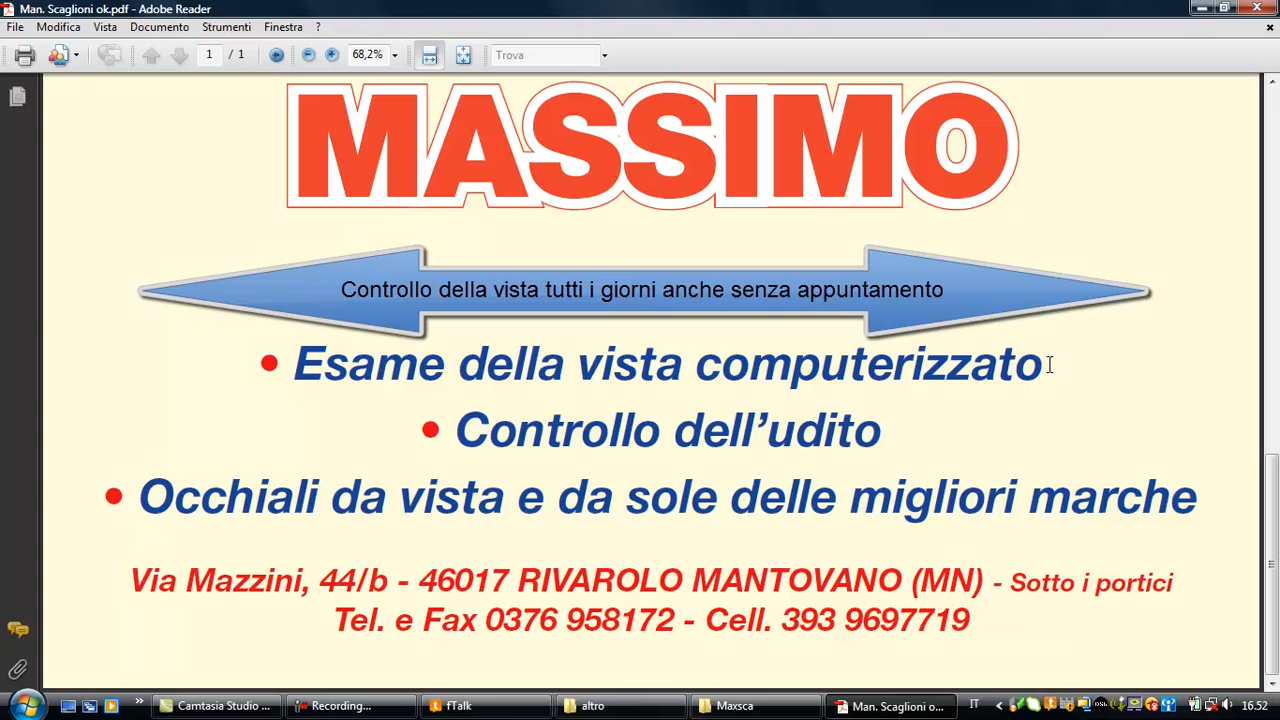 Man. Scaglioni ok.pdf - Adobe Reader
File Modifica Vista Documento Strumenti Finestra ?
1 / 1 68,2% Trova
MASSIMO
Controllo della vista tutti i giorni anche senza appuntamento
• Esame della vista computerizzato
• Controllo dell’udito
• Occhiali da vista e da sole delle migliori marche
Via Mazzini, 44/b - 46017 RIVAROLO MANTOVANO (MN) - Sotto i portici
Tel. e Fax 0376 958172 - Cell. 393 9697719
Camtasia Studio ... Recording... fTalk altro Maxsca Man. Scaglioni o... IT 16.52